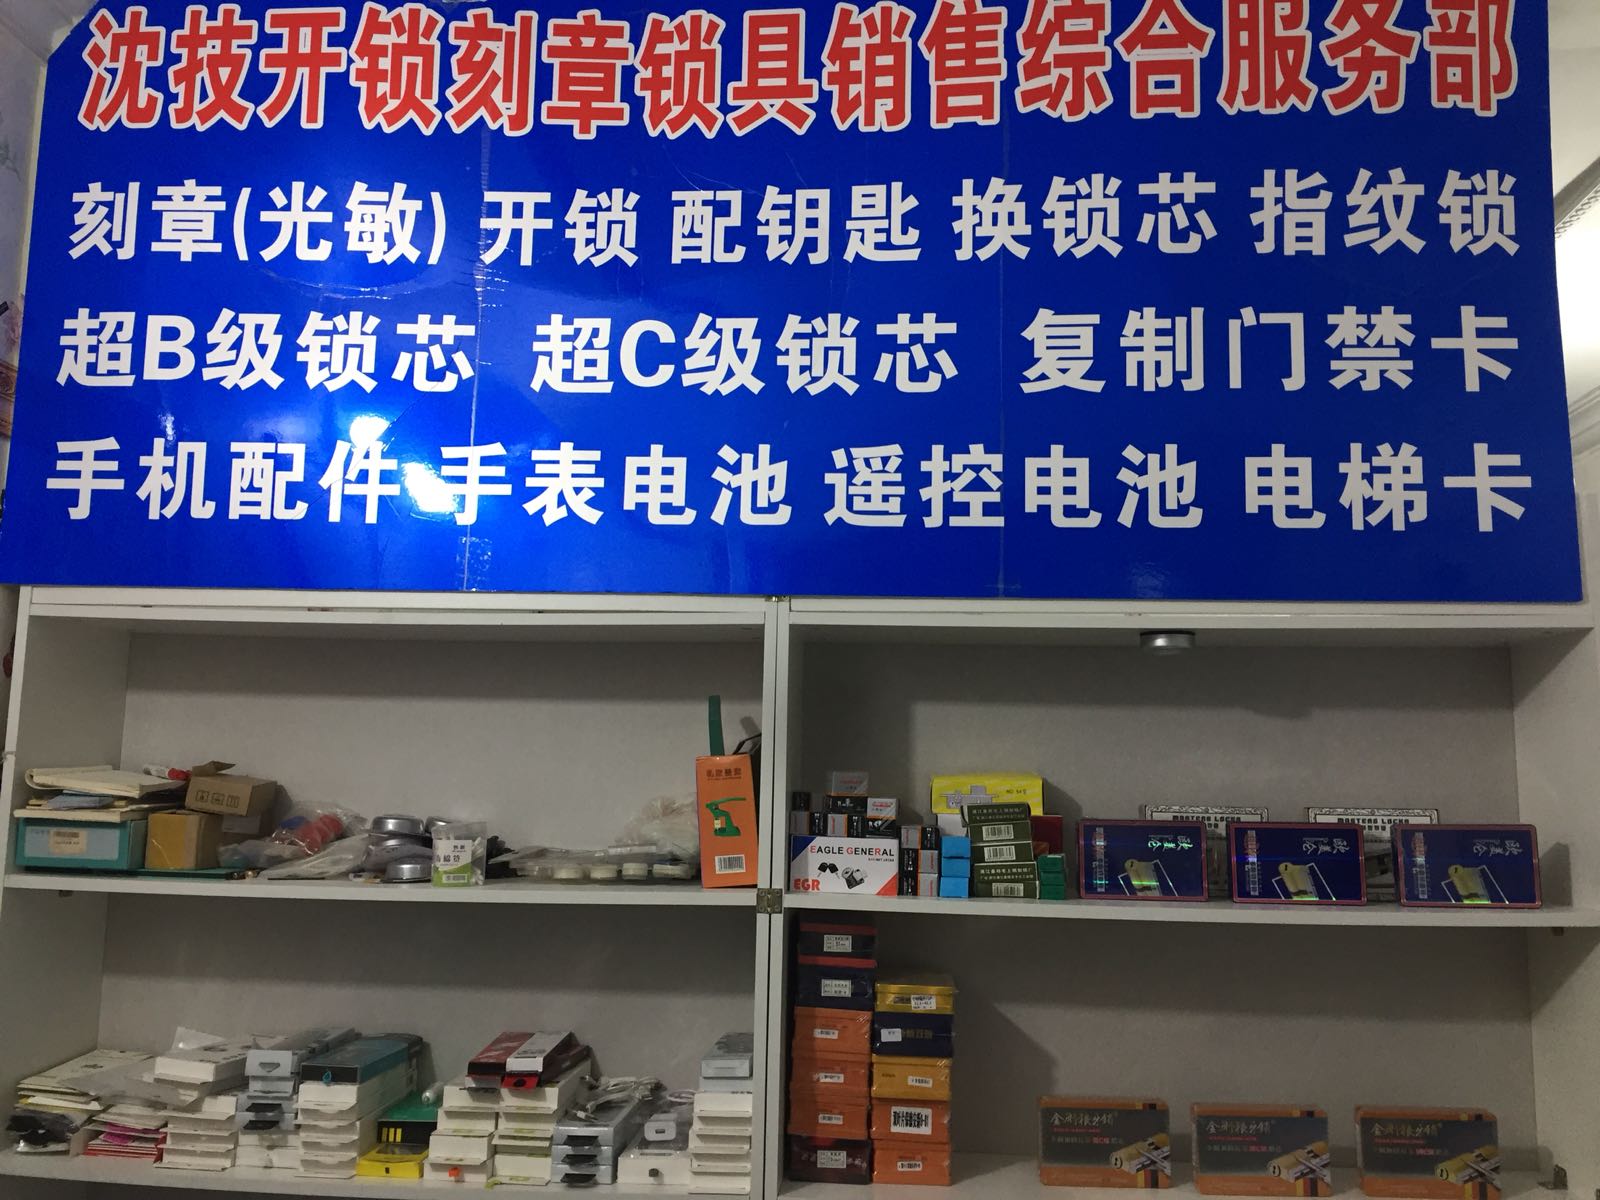 沈技开锁刻章锁具销售综合服务部
刻章(光敏) 开锁 配钥匙 换锁芯 指纹锁
超B级锁芯 超C级锁芯 复制门禁卡
手机配件 手表电池 遥控电池 电梯卡
EAGLE GENERAL
EGR